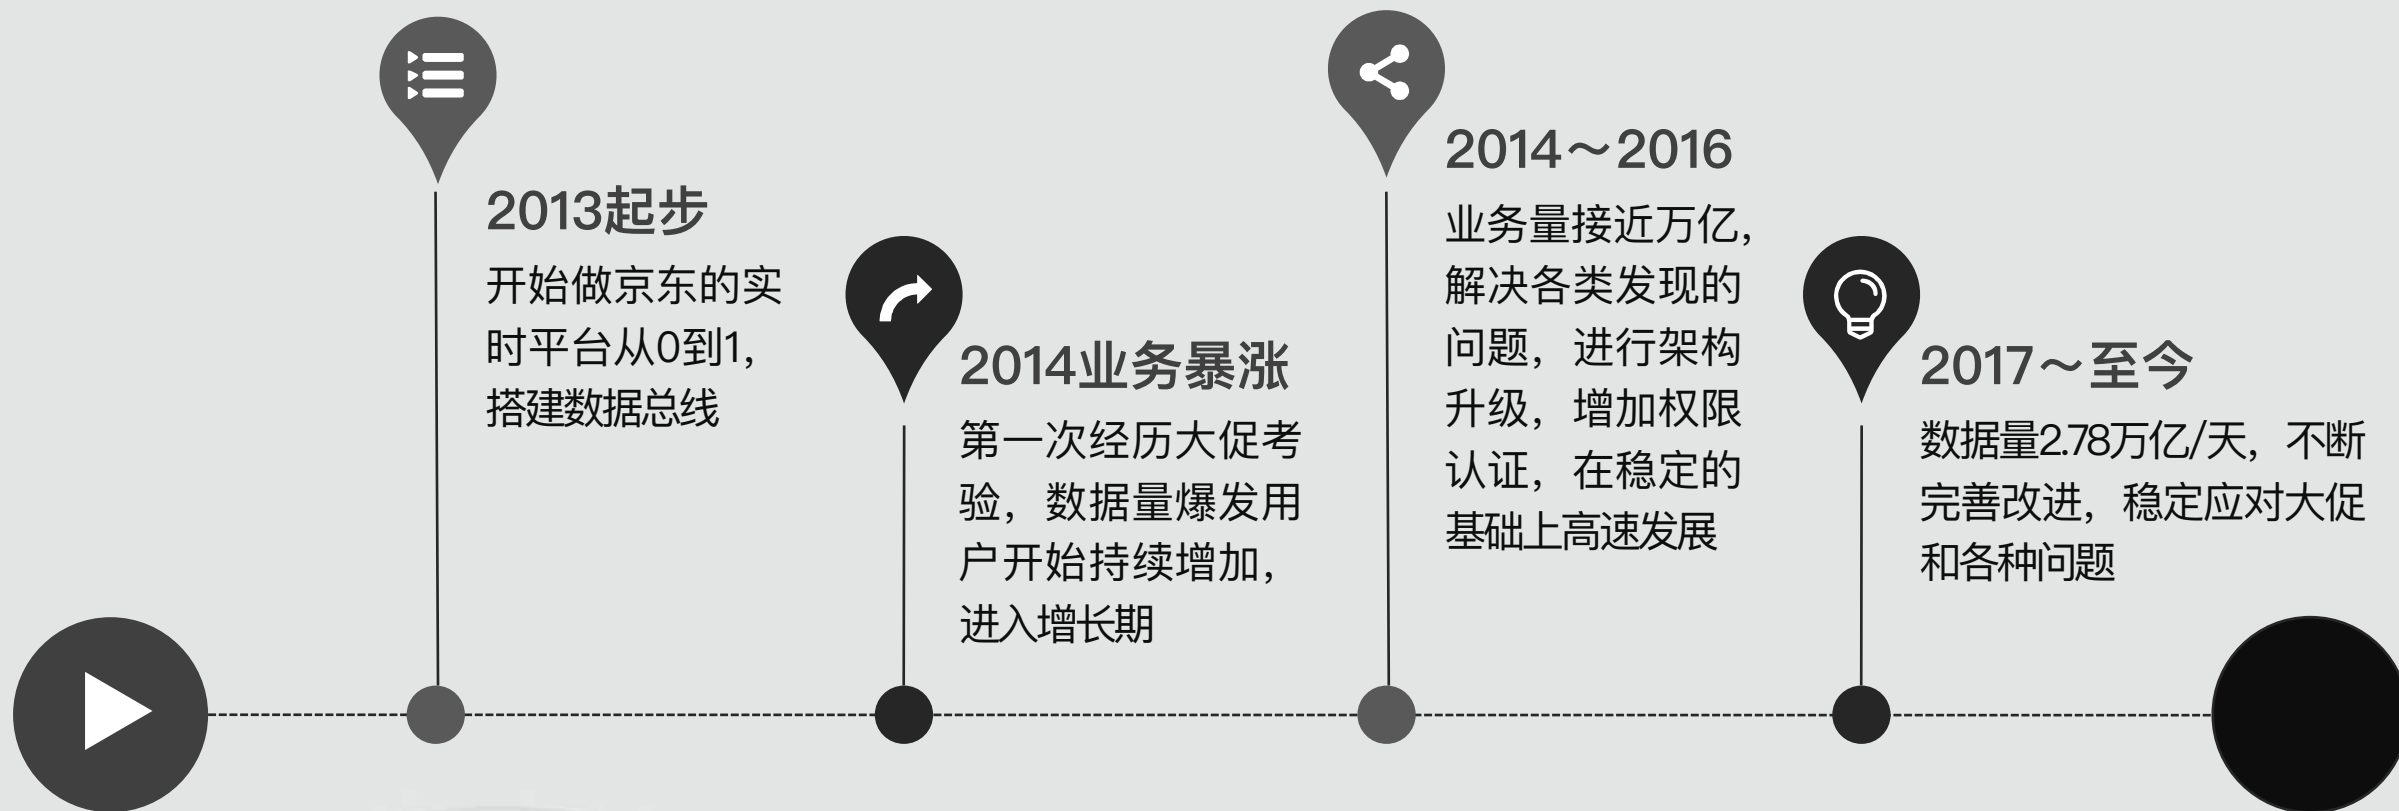 2013起步
开始做京东的实
时平台从0到1，
搭建数据总线
2014业务暴涨
第一次经历大促考
验，数据量爆发用
户开始持续增加，
进入增长期
2014～2016
业务量接近万亿，
解决各类发现的
问题，进行架构
升级，增加权限
认证，在稳定的
基础上高速发展
2017～至今
数据量2.78万亿/天，不断
完善改进，稳定应对大促
和各种问题